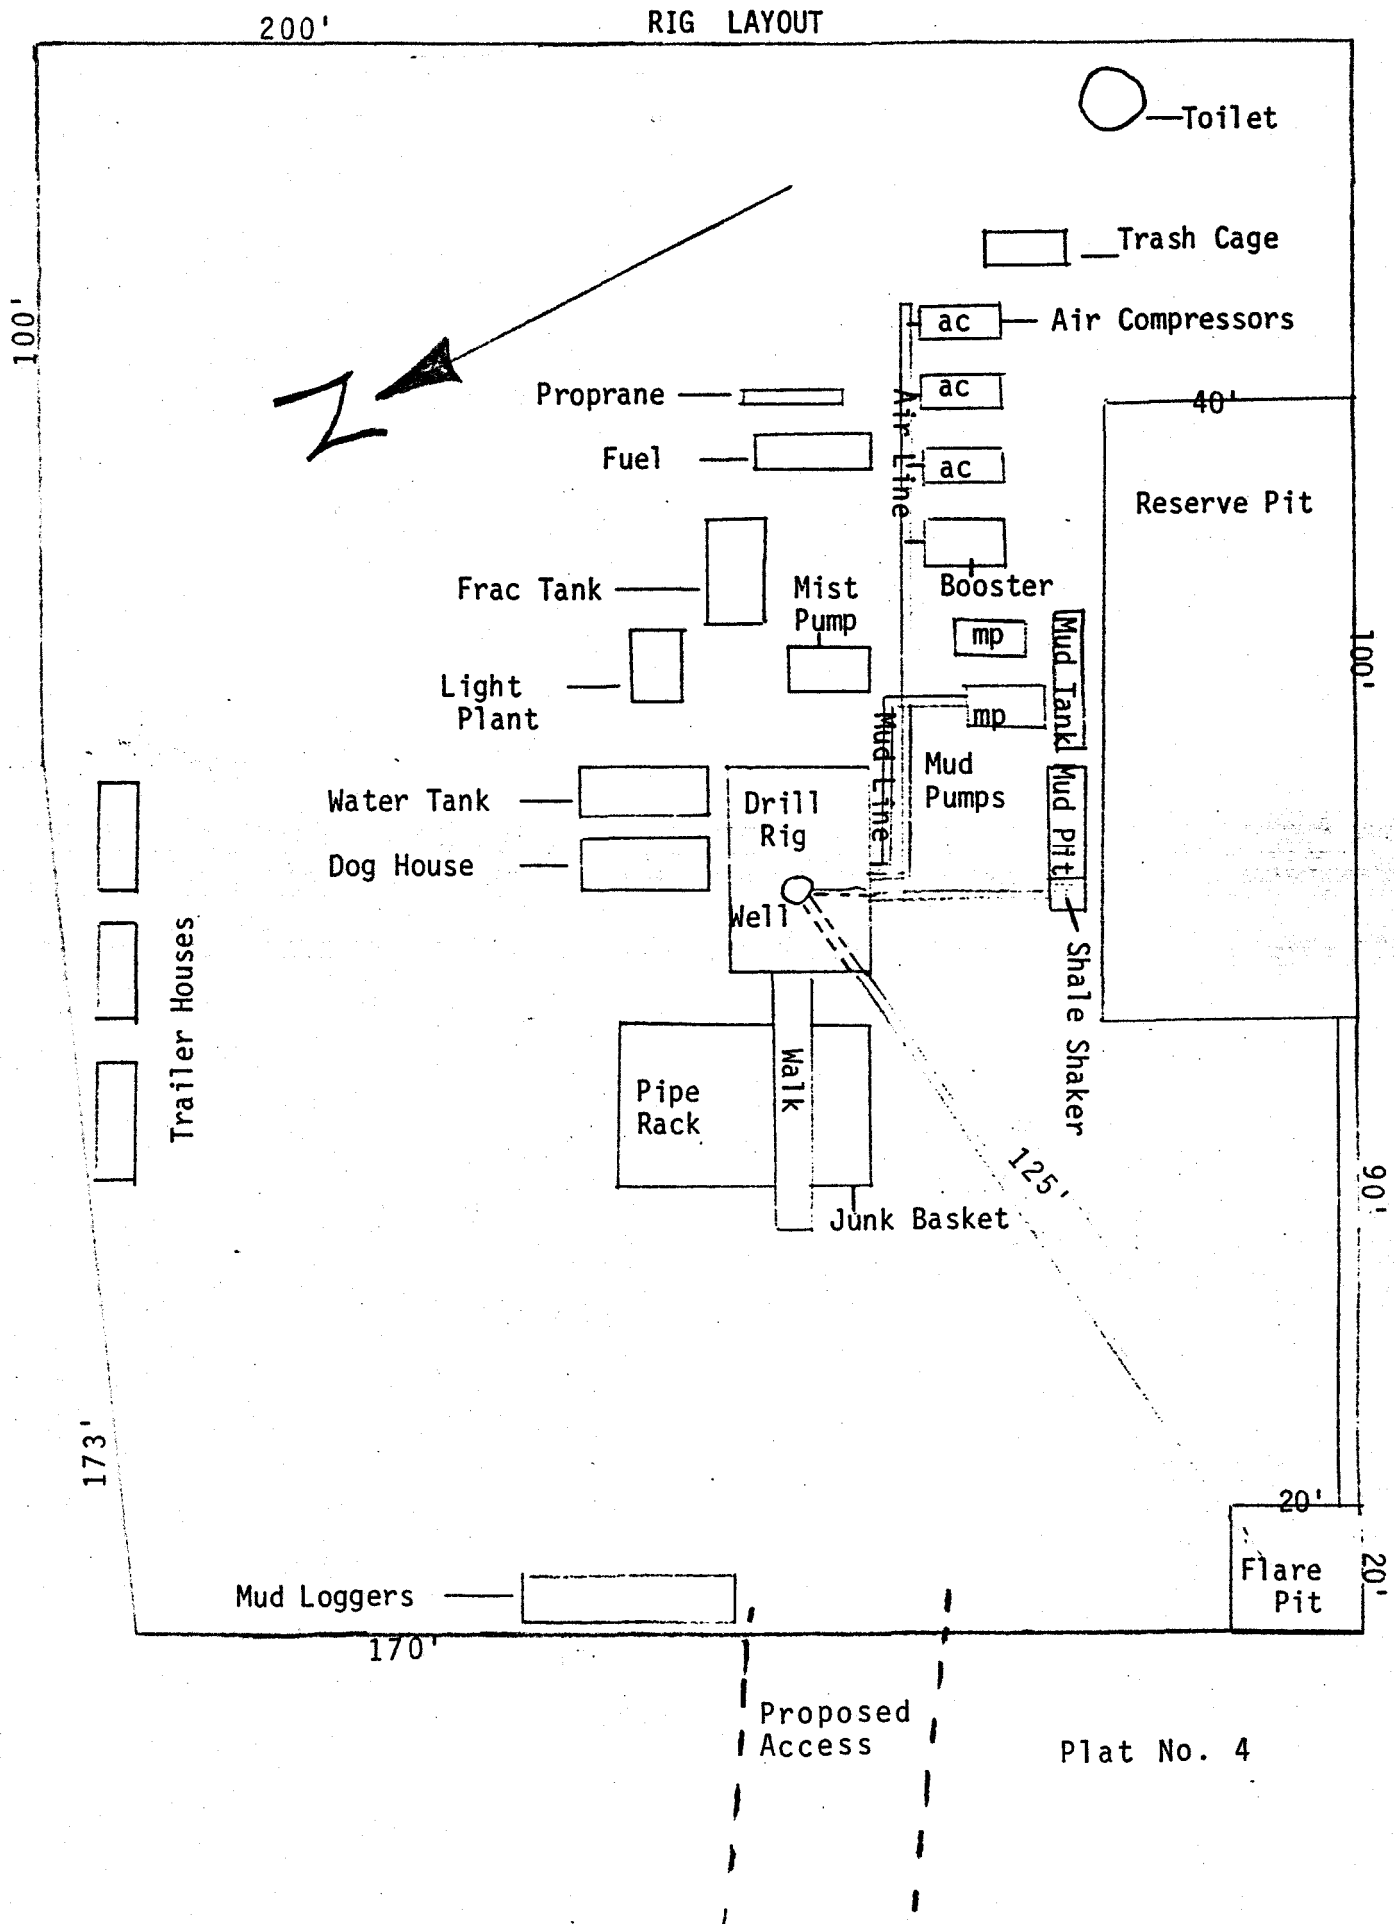 RIG LAYOUT
200'
Toilet
Trash Cage
100'
ac
Air Compressors
N
Proprane
ac
40'
Air Line
Fuel
ac
Reserve Pit
Frac Tank
Mist
Pump
Booster
mp
Mud Tank
100'
Light
Plant
mp
Mud Line
Mud
Pumps
Mud PIit
Water Tank
Drill
Rig
Dog House
Well
Trailer Houses
Shale Shaker
Walk
Pipe
Rack
125'
90'
Junk Basket
173'
20'
Flare
Pit
20'
Mud Loggers
170'
Proposed
Access
Plat No. 4